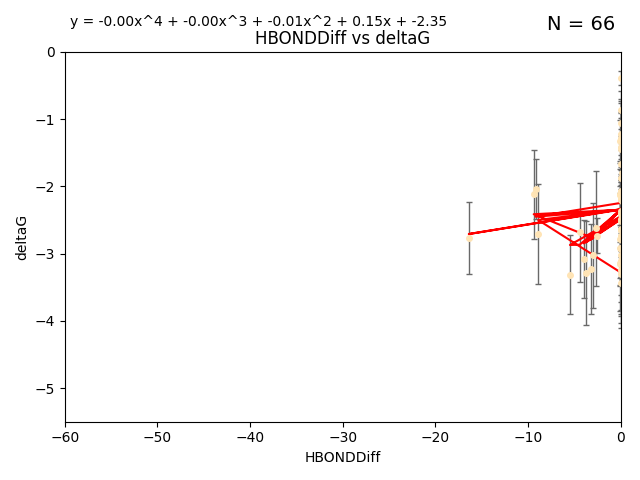 y = -0.00x^4 + -0.00x^3 + -0.01x^2 + 0.15x + -2.35
N = 66
HBONDDiff vs deltaG
0
−1
−2
−3
−4
−5
deltaG
−60 −50 −40 −30 −20 −10 0
HBONDDiff